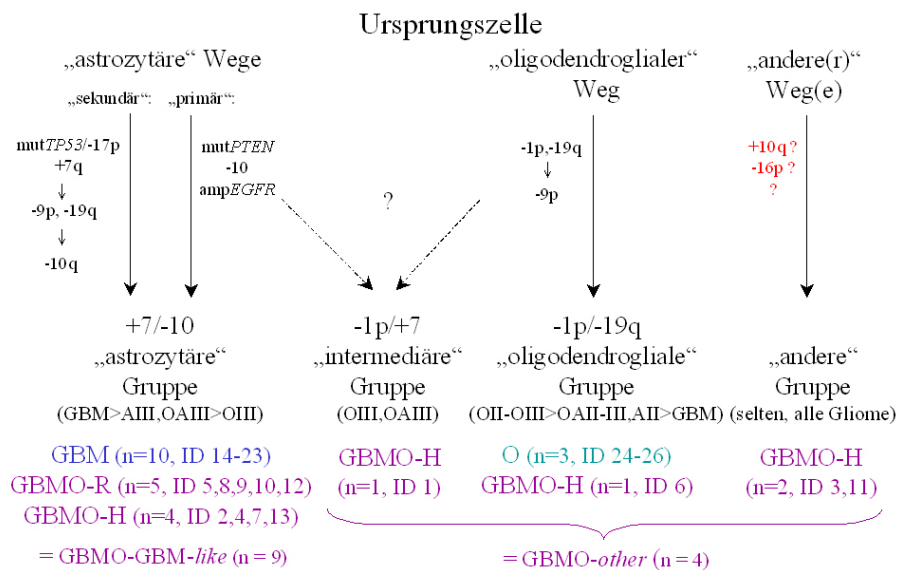 Ursprungszelle
„astrozytäre“ Wege
„sekundär“: „primär“:
mutTP53/-17p
+7q
↓
-9p, -19q
↓
-10q
mutPTEN
-10
ampEGFR
?
„oligodendroglialer“
Weg
-1p,-19q
↓
-9p
„andere(r)“
Weg(e)
+10q ?
-16p ?
?
+7/-10
„astrozytäre“
Gruppe
(GBM>AIII,OAIII>OIII)
-1p/+7
„intermediäre“
Gruppe
(OIII,OAIII)
-1p/-19q
„oligodendrogliale“
Gruppe
(OII-OIII>OAII-III,AII>GBM)
„andere“
Gruppe
(selten, alle Gliome)
GBM (n=10, ID 14-23)
GBMO-R (n=5, ID 5,8,9,10,12)
GBMO-H (n=4, ID 2,4,7,13)
= GBMO-GBM-like (n = 9)
GBMO-H
(n=1, ID 1)
O (n=3, ID 24-26)
GBMO-H (n=1, ID 6)
GBMO-H
(n=2, ID 3,11)
= GBMO-other (n = 4)